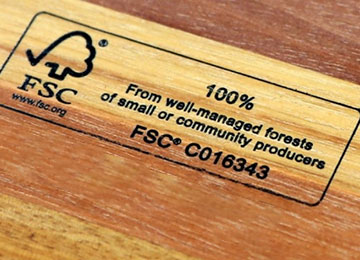 ®
FSC
www.fsc.org
100%
From well-managed forests
of small or community producers
FSC® C016343